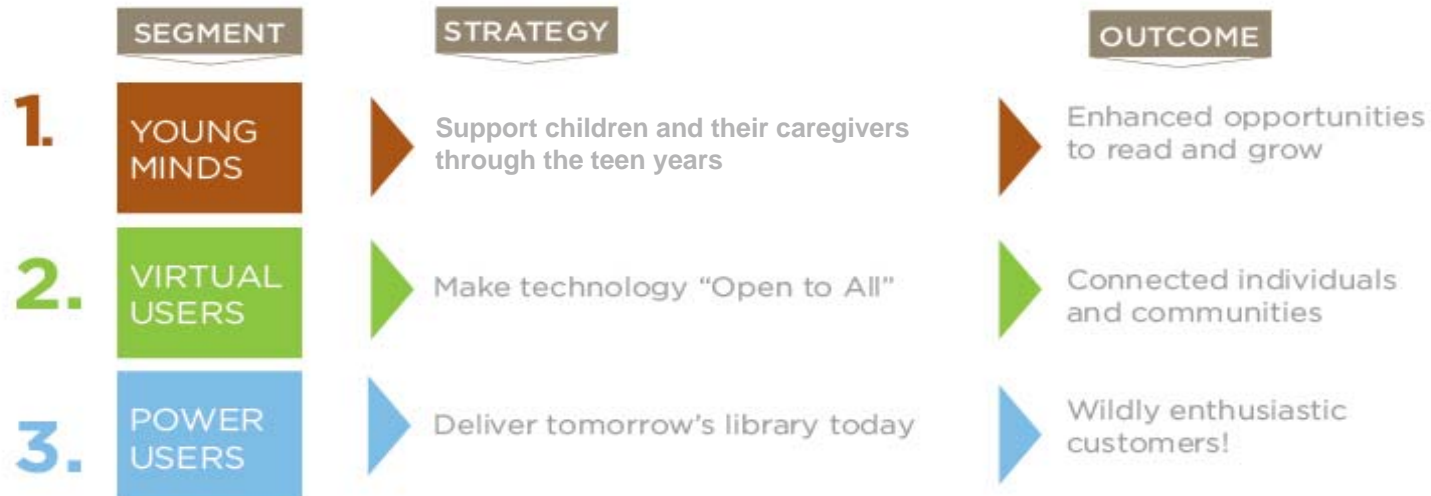 SEGMENT STRATEGY OUTCOME
1. YOUNG MINDS
Support children and their caregivers
through the teen years
Enhanced opportunities
to read and grow
2. VIRTUAL USERS
Make technology “Open to All”
Connected individuals
and communities
3. POWER USERS
Deliver tomorrow’s library today
Wildly enthusiastic
customers!